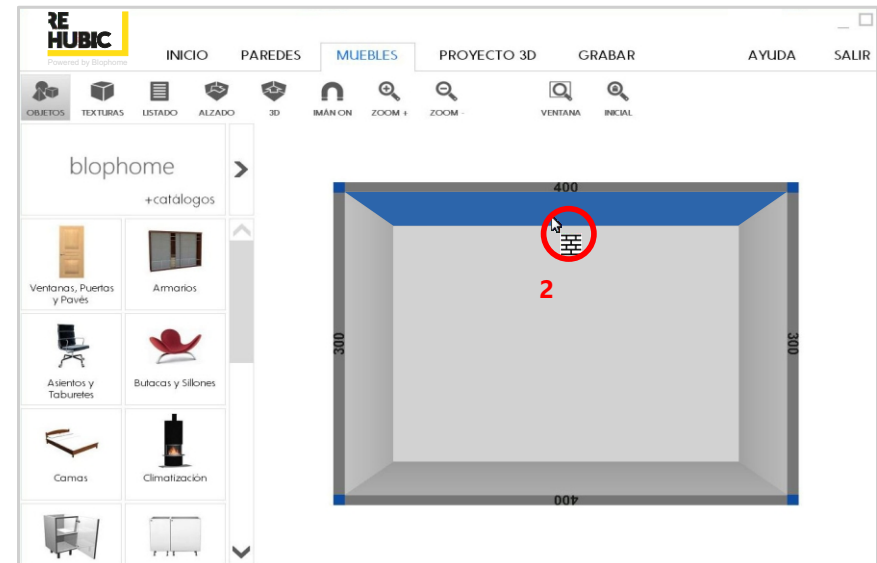 REHUBIC
Powered by Blophome
INICIO PAREDES MUEBLES PROYECTO 3D GRABAR AYUDA SALIR
OBJETOS TEXTURAS LISTADO ALZADO 3D IMÁN ON ZOOM + ZOOM - VENTANA INICIAL
blophome
+catálogos
400
Ventanas, Puertas
y Pavés
Armarios
2
300
300
Asientos y
Taburetes
Butacas y Sillones
Camas
Climatización
400